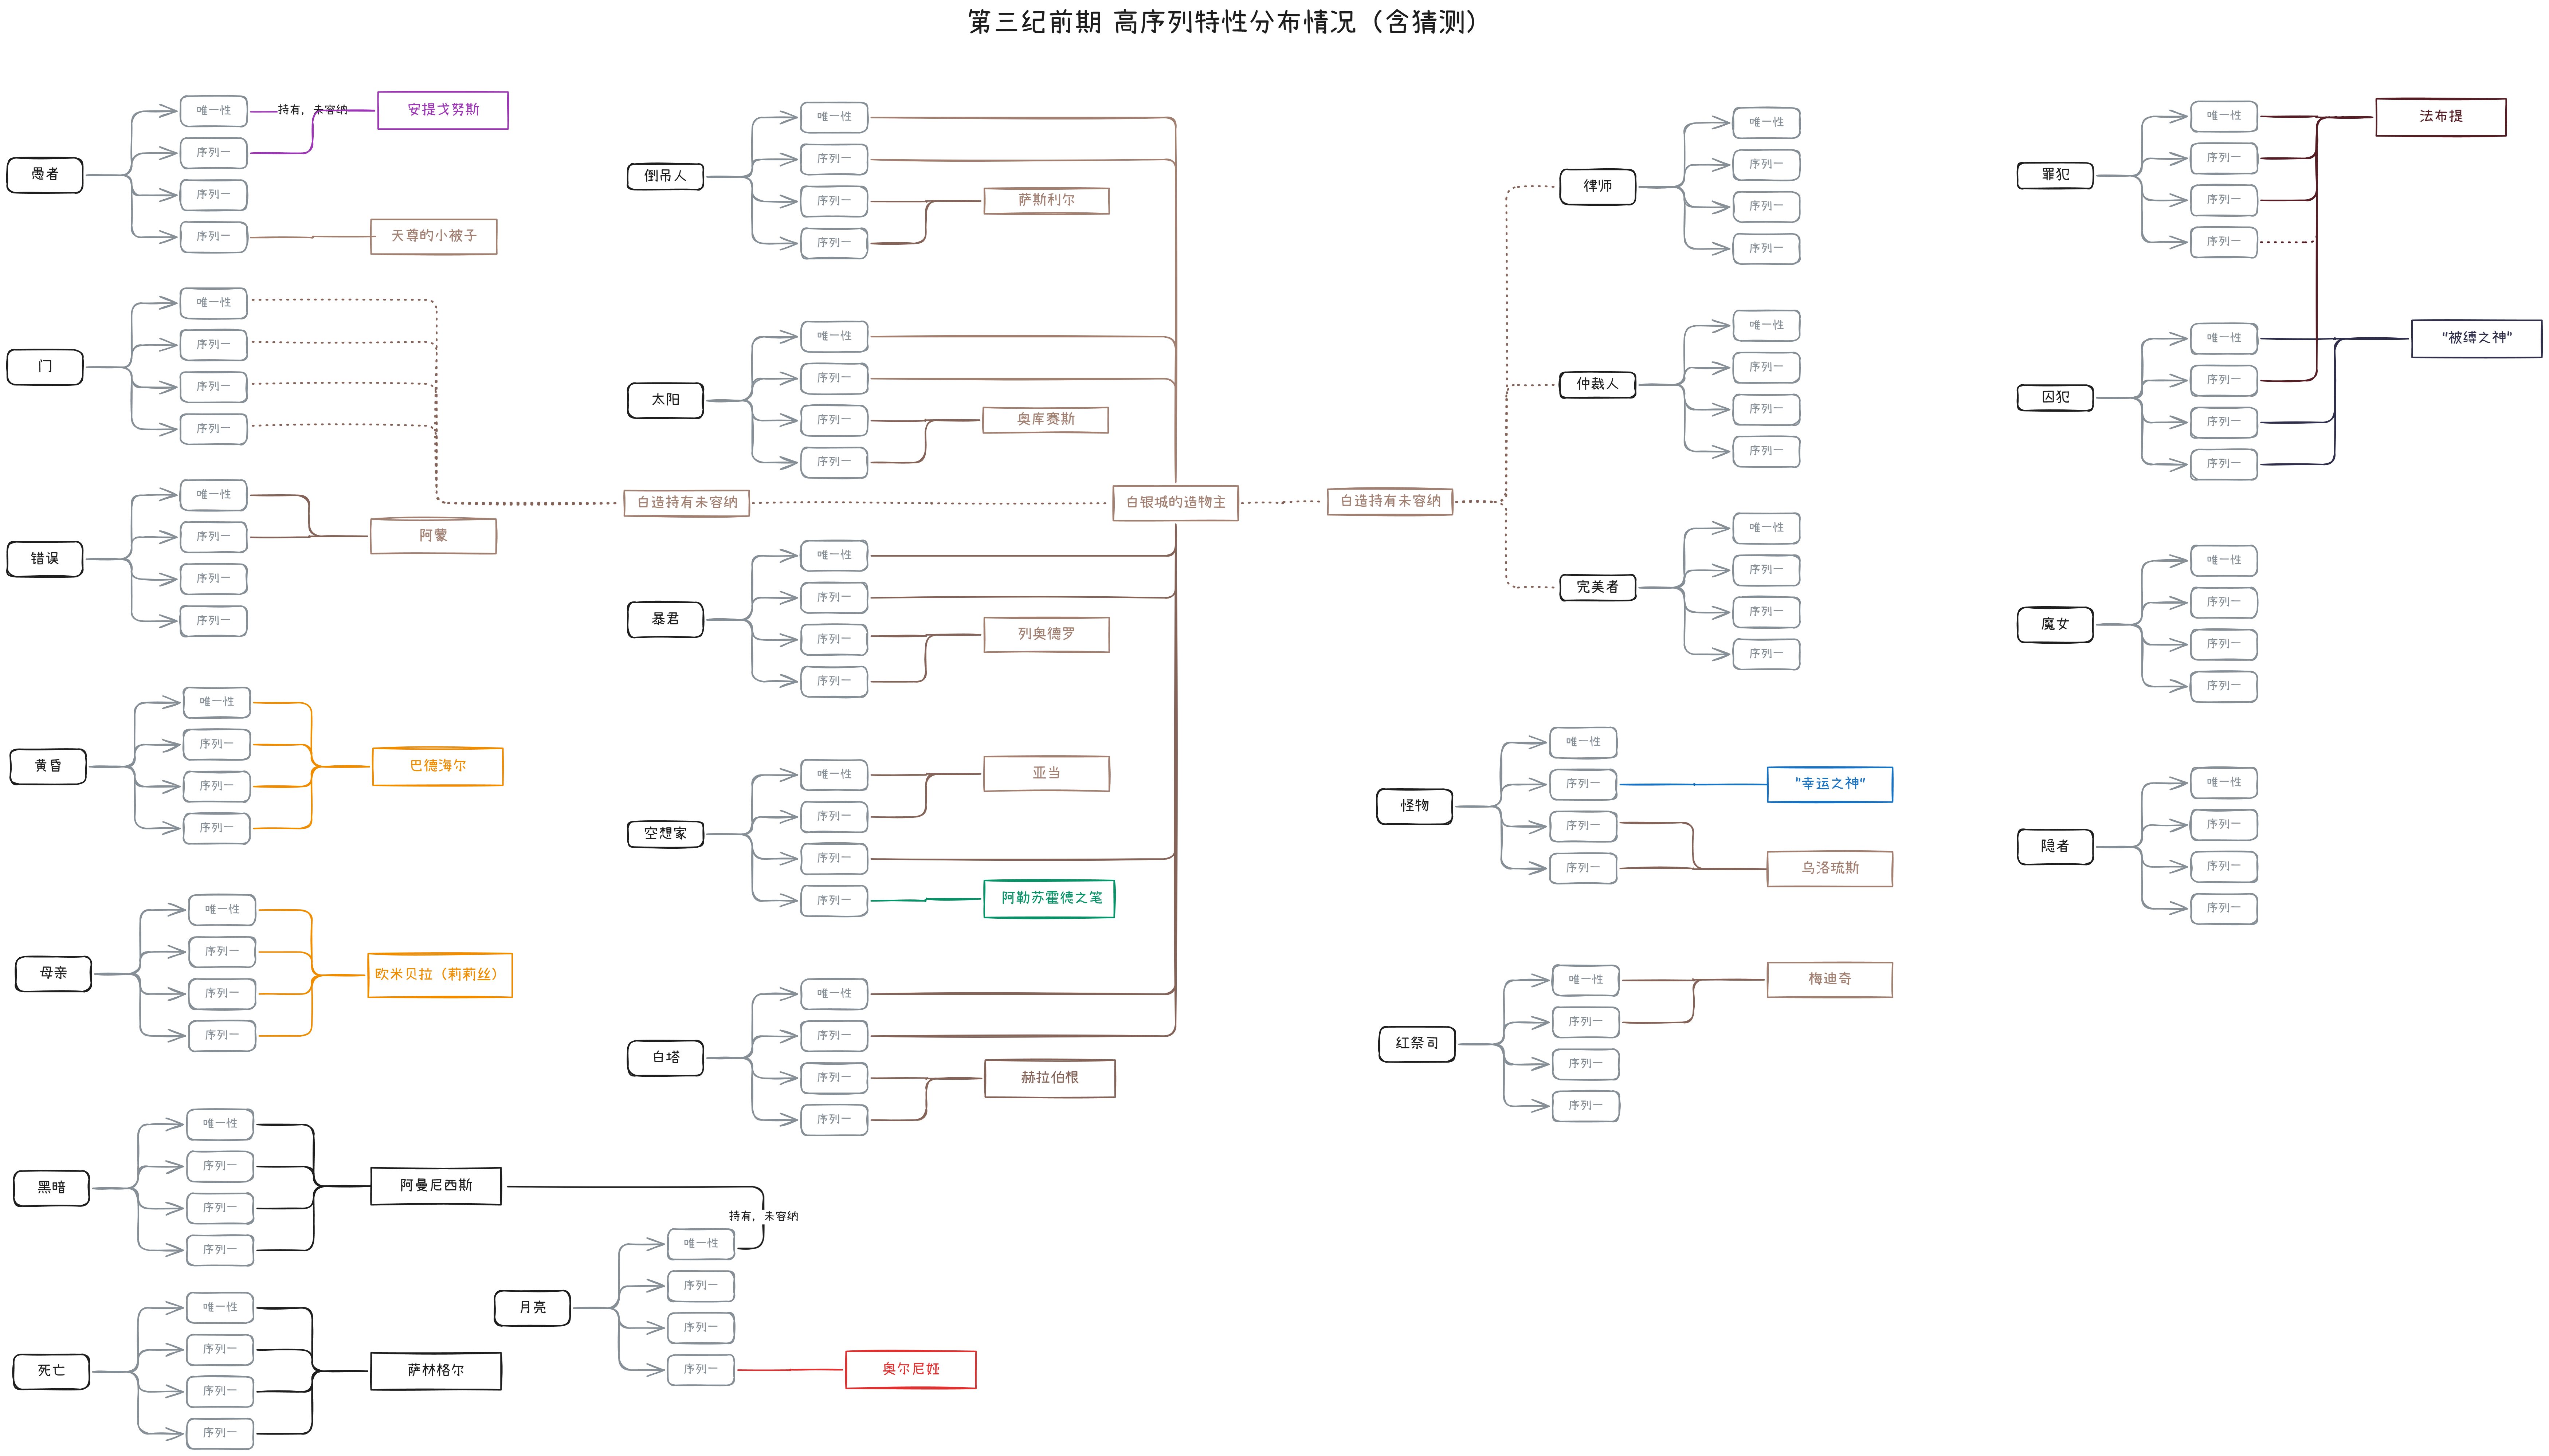 第三纪前期 高序列特性分布情况（含猜测）
愚者
唯一性
持有，未容纳
安提戈努斯
序列一
序列一
序列一
天尊的小被子
门
唯一性
序列一
序列一
序列一
错误
唯一性
序列一
阿蒙
序列一
序列一
黄昏
唯一性
序列一
序列一
序列一
巴德海尔
母亲
唯一性
序列一
序列一
序列一
欧米贝拉（莉莉丝）
黑暗
唯一性
序列一
序列一
序列一
阿曼尼西斯
死亡
唯一性
序列一
序列一
序列一
萨林格尔
月亮
持有，未容纳
唯一性
序列一
序列一
序列一
奥尔尼娅
倒吊人
唯一性
序列一
序列一
序列一
萨斯利尔
太阳
唯一性
序列一
序列一
序列一
奥库赛斯
白造持有未容纳
白银城的造物主
白造持有未容纳
暴君
唯一性
序列一
序列一
序列一
列奥德罗
空想家
唯一性
亚当
序列一
序列一
序列一
阿勒苏霍德之笔
白塔
唯一性
序列一
序列一
序列一
赫拉伯根
律师
唯一性
序列一
序列一
序列一
仲裁人
唯一性
序列一
序列一
序列一
完美者
唯一性
序列一
序列一
序列一
怪物
唯一性
序列一
"幸运之神"
序列一
序列一
乌洛琉斯
红祭司
唯一性
梅迪奇
序列一
序列一
序列一
罪犯
唯一性
法布提
序列一
序列一
序列一
囚犯
唯一性
"被缚之神"
序列一
序列一
序列一
魔女
唯一性
序列一
序列一
序列一
隐者
唯一性
序列一
序列一
序列一